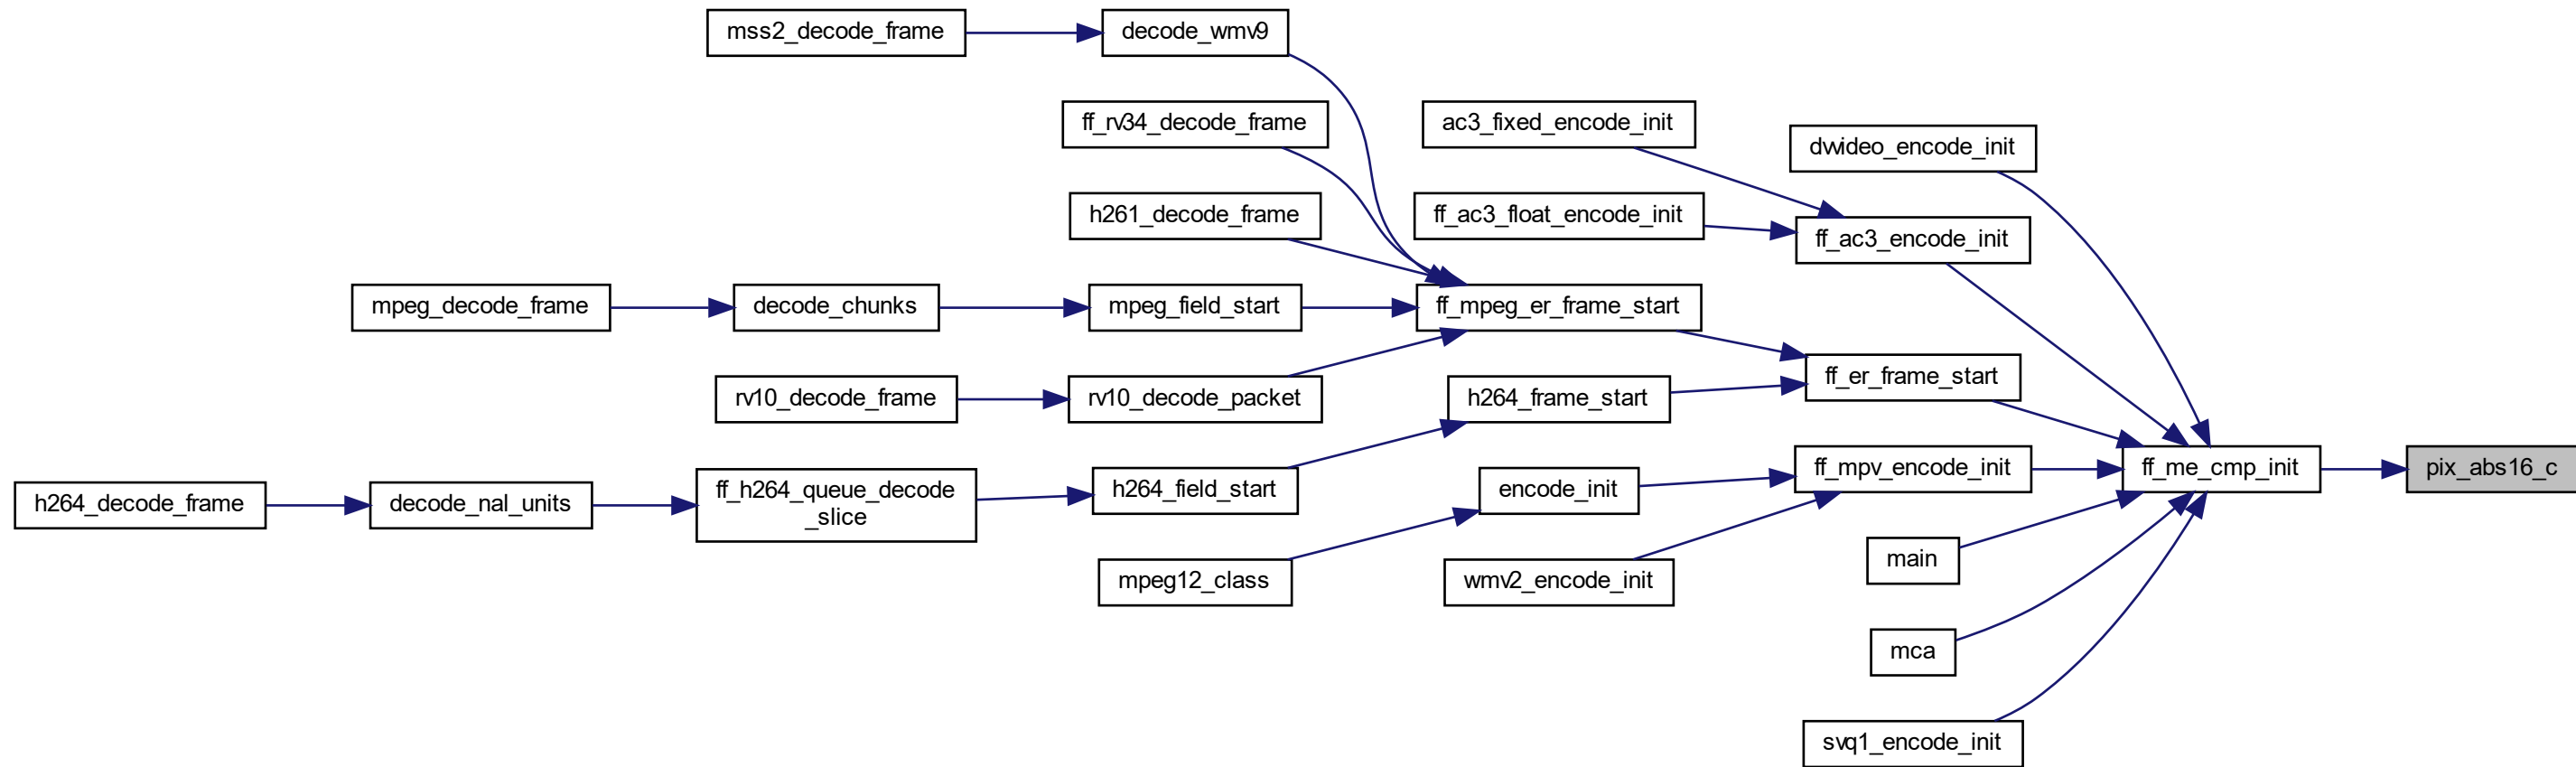 mss2_decode_frame
decode_wmv9
ff_rv34_decode_frame
ac3_fixed_encode_init
dvvideo_encode_init
h261_decode_frame
ff_ac3_float_encode_init
ff_ac3_encode_init
mpeg_decode_frame
decode_chunks
mpeg_field_start
ff_mpeg_er_frame_start
rv10_decode_frame
rv10_decode_packet
h264_frame_start
ff_er_frame_start
h264_decode_frame
decode_nal_units
ff_h264_queue_decode
_slice
h264_field_start
encode_init
ff_mpv_encode_init
ff_me_cmp_init
pix_abs16_c
mpeg12_class
wmv2_encode_init
main
mca
svq1_encode_init